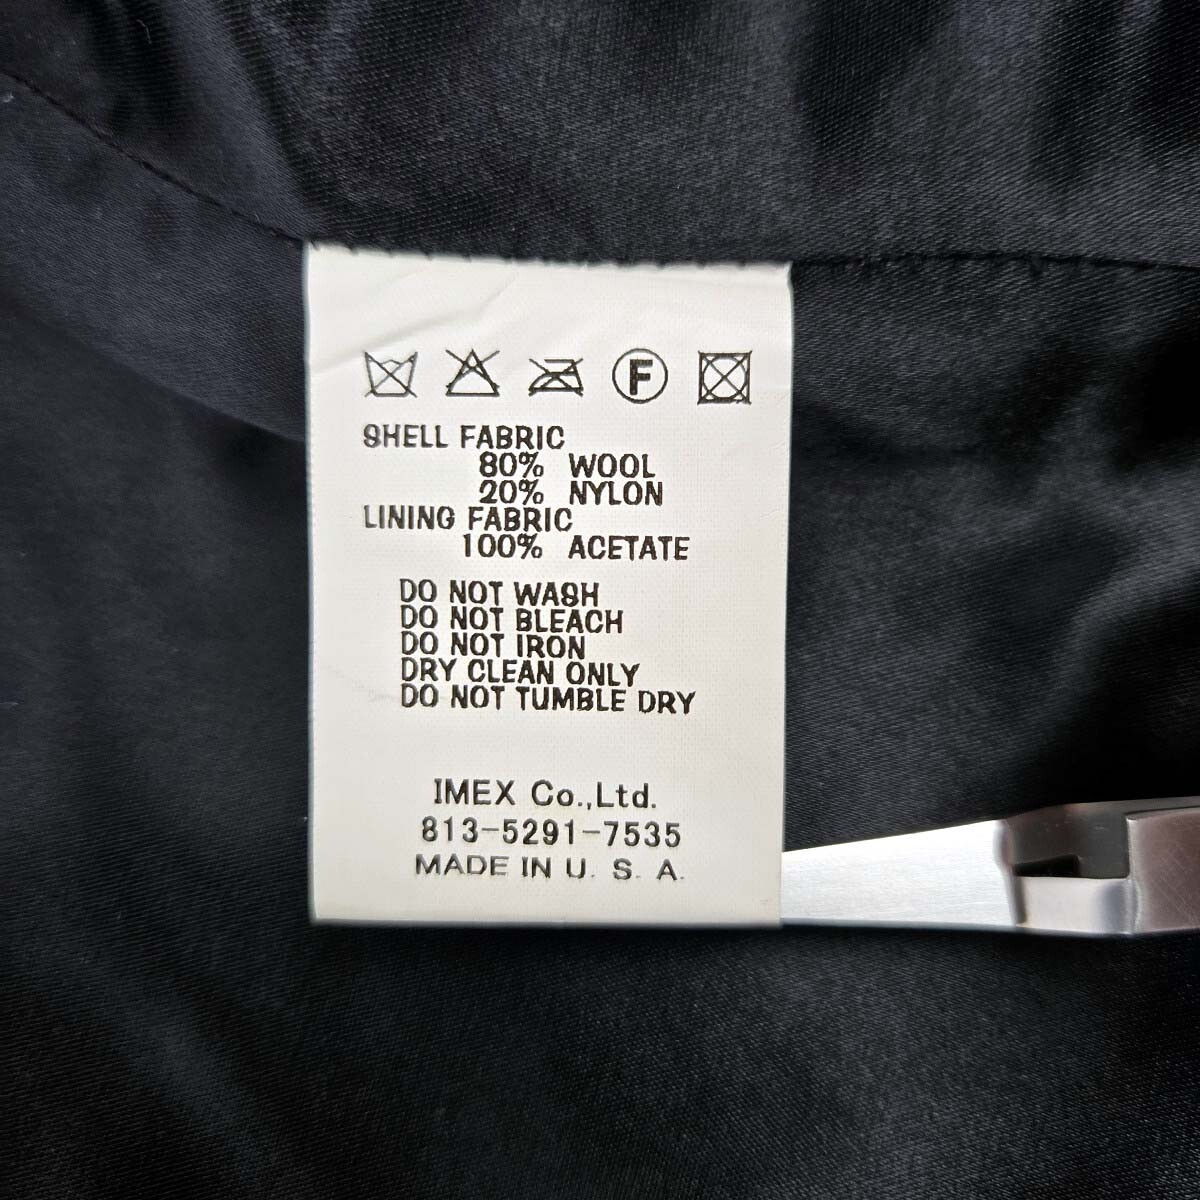 F
SHELL FABRIC
80% WOOL
20% NYLON
LINING FABRIC
100% ACETATE
DO NOT WASH
DO NOT BLEACH
DO NOT IRON
DRY CLEAN ONLY
DO NOT TUMBLE DRY
IMEX Co.,Ltd.
813-5291-7535
MADE IN U. S. A.